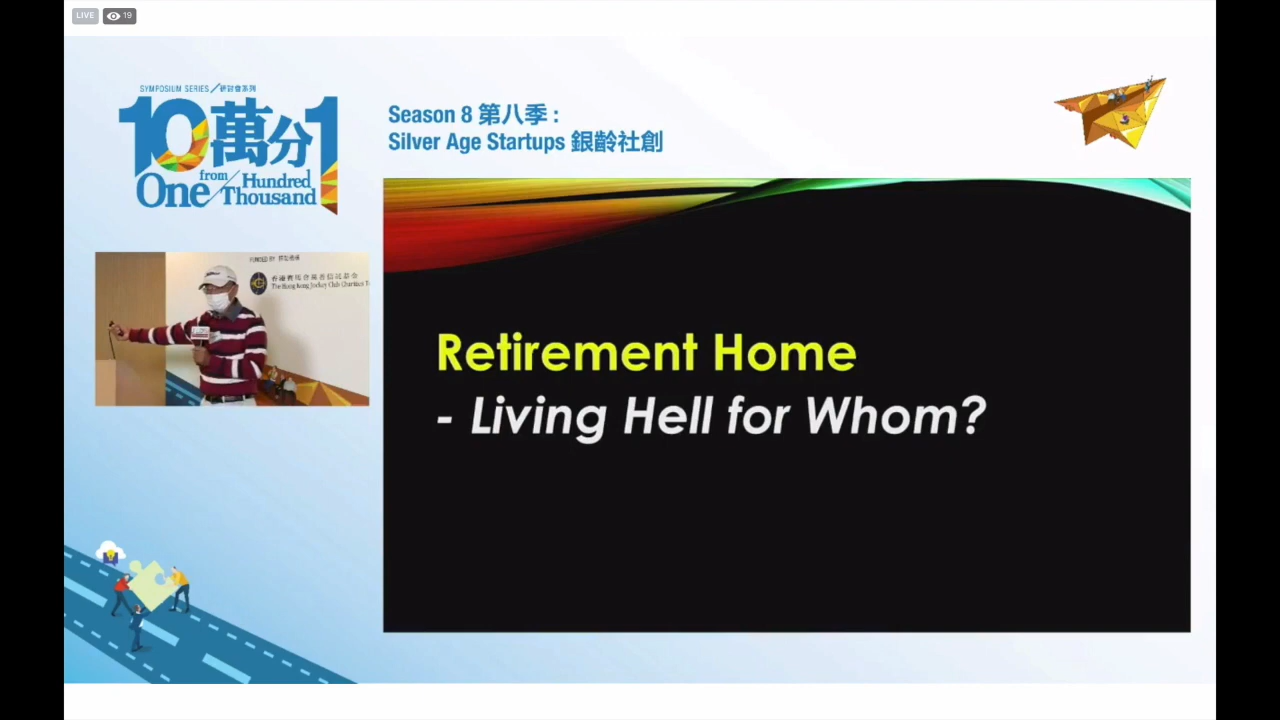 LIVE
19
SYMPOSIUM SERIES/研討會系列
10萬分1
One from/Hundred Thousand
Season 8 第八季 :
Silver Age Startups 銀齡社創
香港賽馬會慈善信託基金
The Hong Kong Jockey Club Charities T
Retirement Home
- Living Hell for Whom?